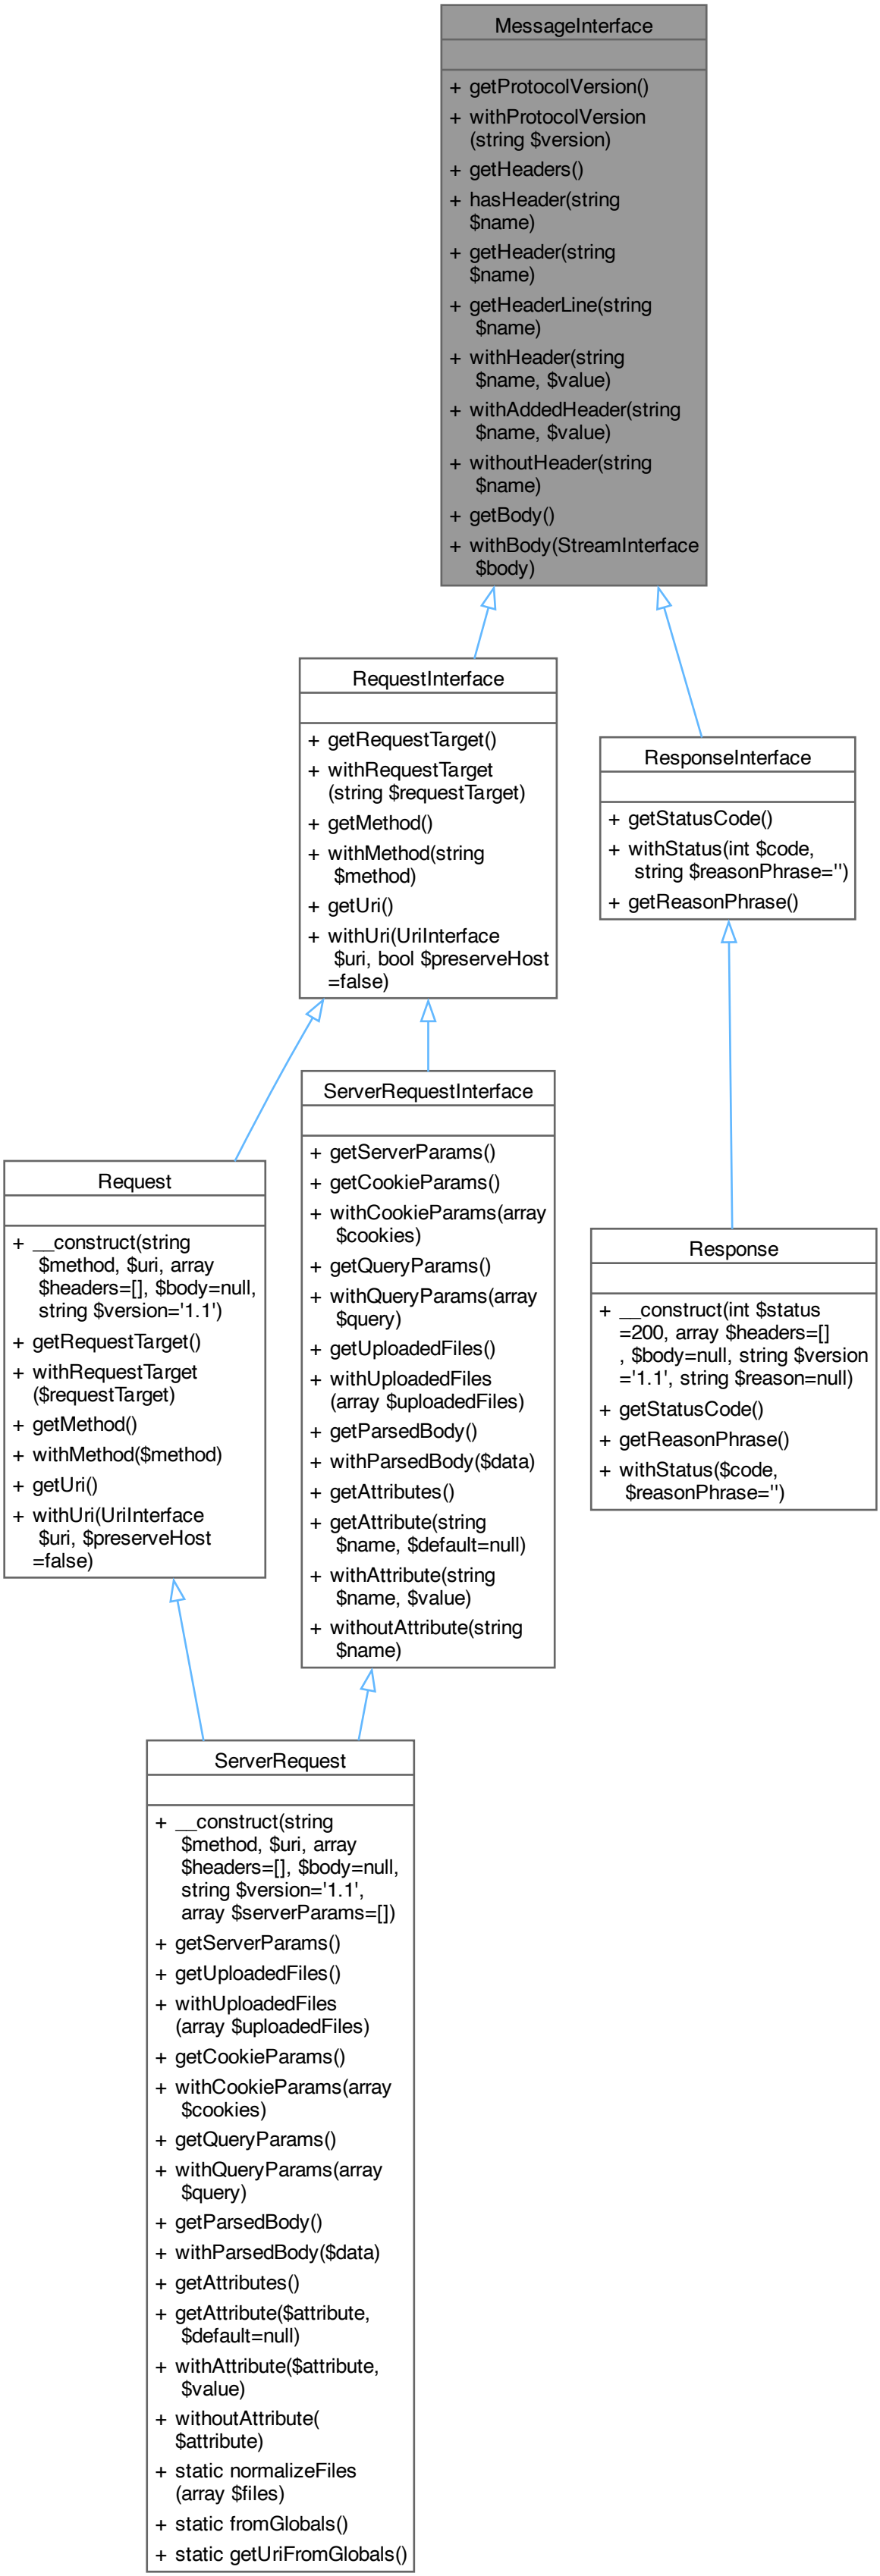 MessageInterface
+ getProtocolVersion()
+ withProtocolVersion
(string $version)
+ getHeaders()
+ hasHeader(string
$name)
+ getHeader(string
$name)
+ getHeaderLine(string
$name)
+ withHeader(string
$name, $value)
+ withAddedHeader(string
$name, $value)
+ withoutHeader(string
$name)
+ getBody()
+ withBody(StreamInterface
$body)
RequestInterface
+ getRequestTarget()
+ withRequestTarget
(string $requestTarget)
+ getMethod()
+ withMethod(string
$method)
+ getUri()
+ withUri(UriInterface
$uri, bool $preserveHost
=false)
ResponseInterface
+ getStatusCode()
+ withStatus(int $code,
string $reasonPhrase='')
+ getReasonPhrase()
ServerRequestInterface
+ getServerParams()
+ getCookieParams()
+ withCookieParams(array
$cookies)
+ getQueryParams()
+ withQueryParams(array
$query)
+ getUploadedFiles()
+ withUploadedFiles
(array $uploadedFiles)
+ getParsedBody()
+ withParsedBody($data)
+ getAttributes()
+ getAttribute(string
$name, $default=null)
+ withAttribute(string
$name, $value)
+ withoutAttribute(string
$name)
Request
+ __construct(string
$method, $uri, array
$headers=[], $body=null,
string $version='1.1')
+ getRequestTarget()
+ withRequestTarget
($requestTarget)
+ getMethod()
+ withMethod($method)
+ getUri()
+ withUri(UriInterface
$uri, $preserveHost
=false)
Response
+ __construct(int $status
=200, array $headers=[]
, $body=null, string $version
='1.1', string $reason=null)
+ getStatusCode()
+ getReasonPhrase()
+ withStatus($code,
$reasonPhrase='')
ServerRequest
+ __construct(string
$method, $uri, array
$headers=[], $body=null,
string $version='1.1',
array $serverParams=[])
+ getServerParams()
+ getUploadedFiles()
+ withUploadedFiles
(array $uploadedFiles)
+ getCookieParams()
+ withCookieParams(array
$cookies)
+ getQueryParams()
+ withQueryParams(array
$query)
+ getParsedBody()
+ withParsedBody($data)
+ getAttributes()
+ getAttribute($attribute,
$default=null)
+ withAttribute($attribute,
$value)
+ withoutAttribute(
$attribute)
+ static normalizeFiles
(array $files)
+ static fromGlobals()
+ static getUriFromGlobals()